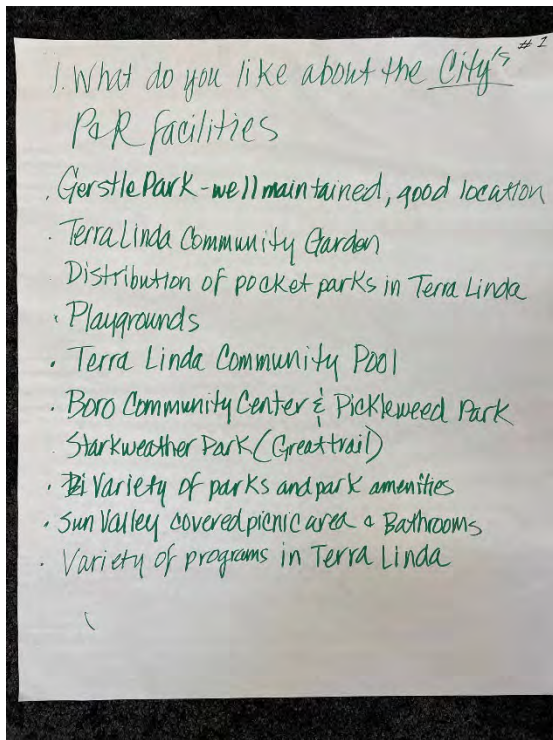 # 1
1. What do you like about the City's
P&R facilities
. Gerstle Park - well maintained, good location
. Terra Linda Community Garden
Distribution of pocket parks in Terra Linda
. Playgrounds
. Terra Linda Community Pool
. Boro Community Center & Pickleweed Park
Starkweather Park (Great trail)
. Variety of parks and park amenities
. Sun Valley covered picnic area & Bathrooms
. Variety of programs in Terra Linda